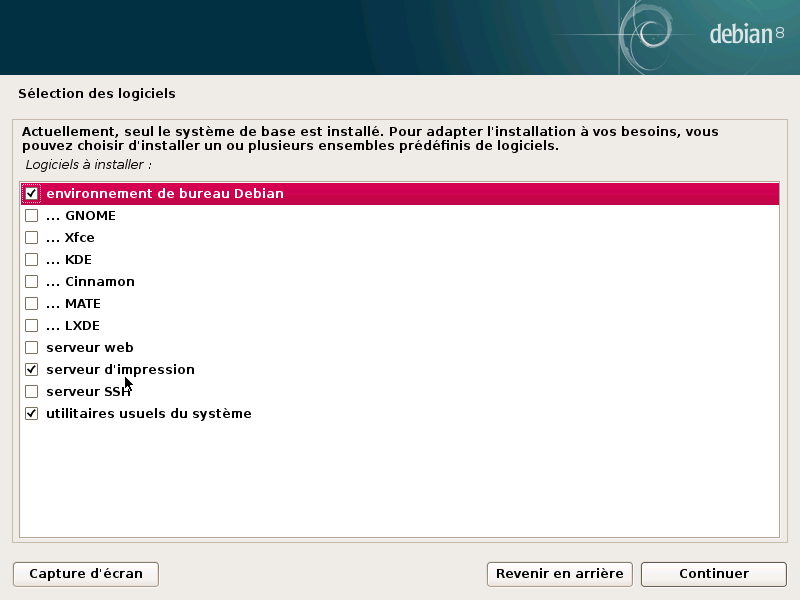 debian 8
Sélection des logiciels
Actuellement, seul le système de base est installé. Pour adapter l'installation à vos besoins, vous
pouvez choisir d'installer un ou plusieurs ensembles prédéfinis de logiciels.
Logiciels à installer :
environnement de bureau Debian
... GNOME
... Xfce
... KDE
... Cinnamon
... MATE
... LXDE
serveur web
serveur d'impression
serveur SSH
utilitaires usuels du système
Capture d'écran
Revenir en arrière
Continuer